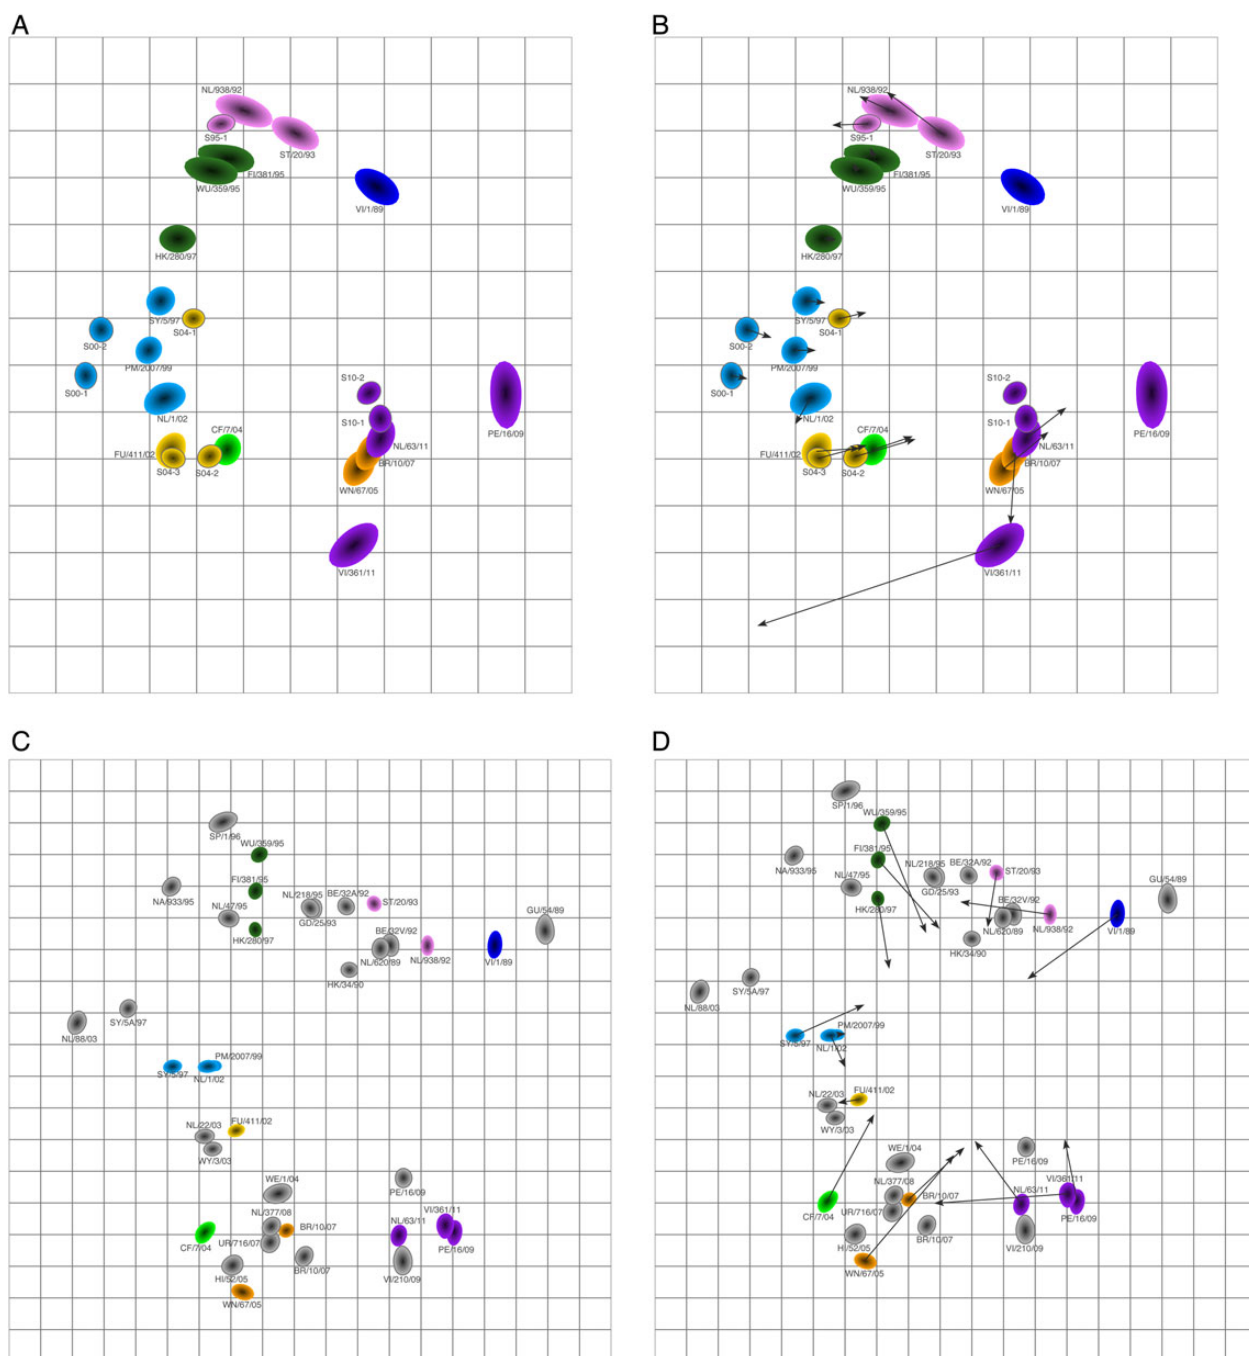 A
NL/938/92
S95-1
ST/20/93
FI/381/95
WU/359/95
VI/1/89
HK/280/97
SY/5/97
S04-1
S00-2
PM/2007/99
S00-1
NL/1/02
S10-2
S10-1
PE/16/09
CF/7/04
NL/63/11
FU/411/02
S04-3
S04-2
BR/10/07
WN/67/05
VI/361/11
B
NL/938/92
S95-1
ST/20/93
FI/381/95
WU/359/95
VI/1/89
HK/280/97
SY/5/97
S04-1
S00-2
PM/2007/99
S00-1
NL/1/02
S10-2
S10-1
PE/16/09
CF/7/04
NL/63/11
FU/411/02
S04-3
S04-2
BR/10/07
WN/67/05
VI/361/11
C
SP/1/96
WU/359/95
FI/381/95
NA/933/95
NL/47/95
NL/218/95
BE/32A/92
ST/20/93
GD/25/93
GU/54/89
HK/280/97
BE/32V/92
NL/620/89
NL/938/92
VI/1/89
HK/34/90
SY/5A/97
NL/88/03
PM/2007/99
SY/5/97
NL/1/02
NL/22/03
FU/411/02
WY/3/03
WE/1/04
PE/16/09
NL/377/08
VI/361/11
BR/10/07
NL/63/11
UR/716/07
CF/7/04
PE/16/09
HI/52/05
BR/10/07
VI/210/09
WN/67/05
D
SP/1/96
WU/359/95
FI/381/95
NA/933/95
NL/47/95
NL/218/95
BE/32A/92
ST/20/93
GD/25/93
GU/54/89
HK/280/97
BE/32V/92
NL/620/89
NL/938/92
VI/1/89
HK/34/90
SY/5A/97
NL/88/03
PM/2007/99
SY/5/97
NL/1/02
NL/22/03
FU/411/02
WY/3/03
WE/1/04
PE/16/09
NL/377/08
VI/361/11
BR/10/07
NL/63/11
UR/716/07
CF/7/04
PE/16/09
HI/52/05
BR/10/07
VI/210/09
WN/67/05